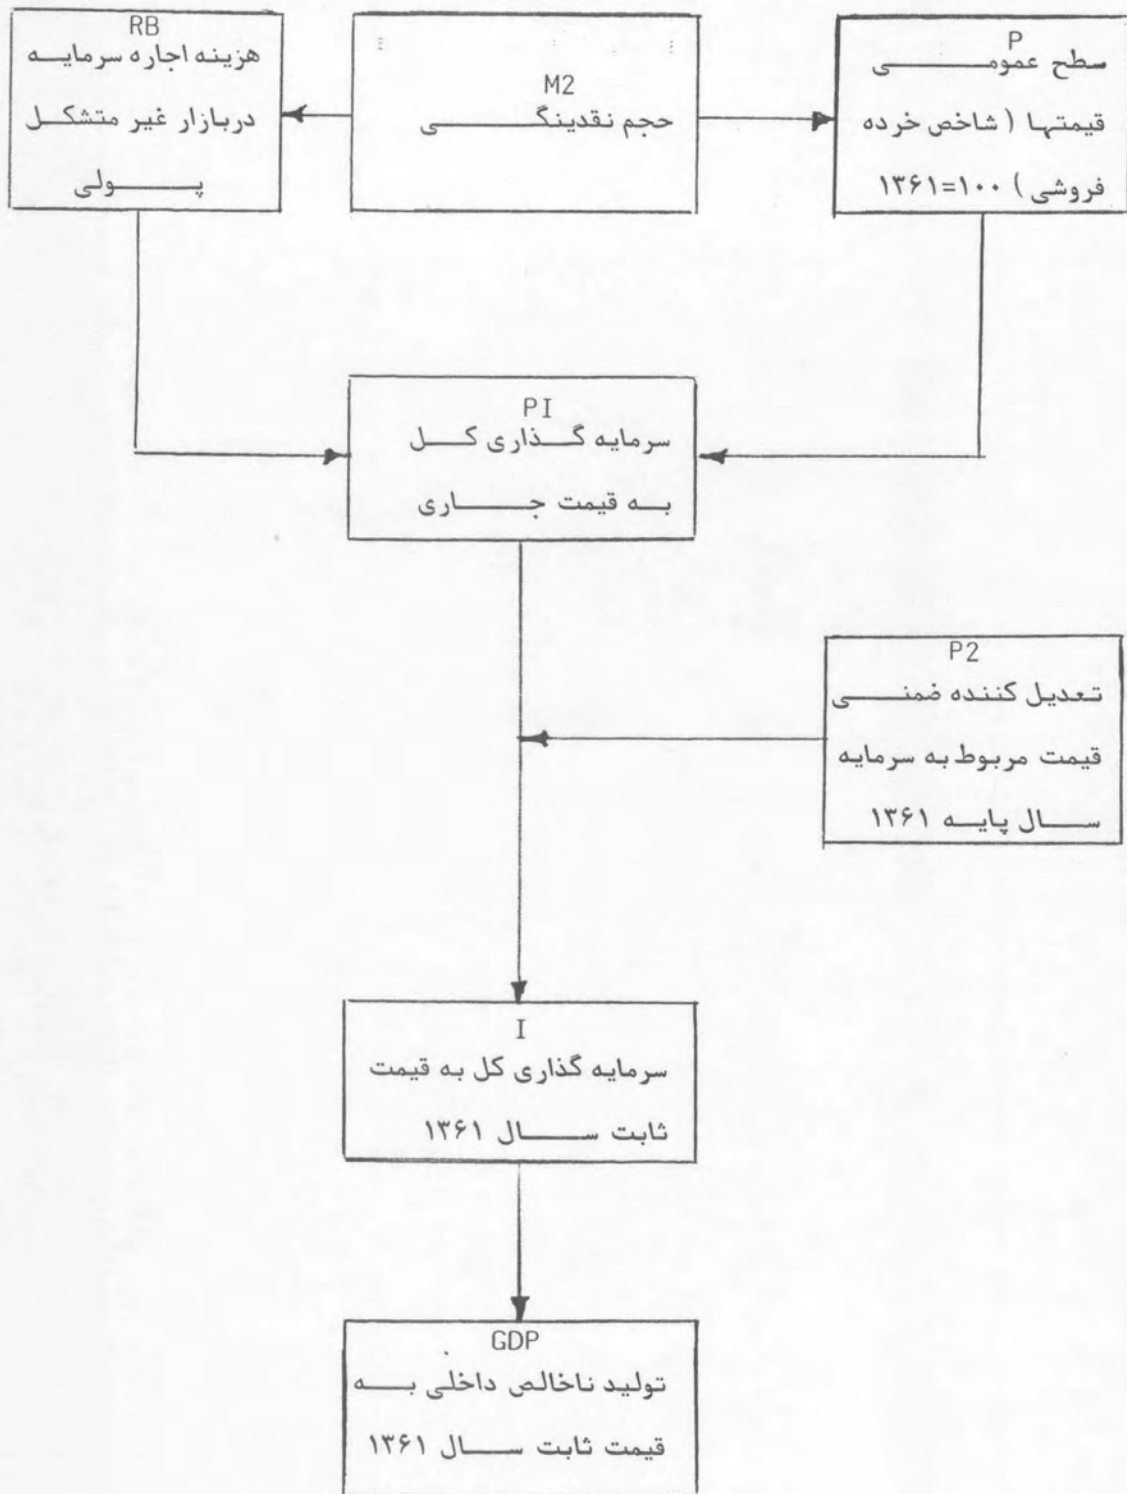 RB
هزینه اجاره سرمایه
دربازار غیر متشکل
پولی
M2
حجم نقدینگی
P
سطح عمومی
قیمتها ( شاخص خرده
فروشی ) ۱۳۶۱=۱۰۰
PI
سرمایه گذاری کل
به قیمت جاری
P2
تعدیل کننده ضمنی
قیمت مربوط به سرمایه
سال پایه ۱۳۶۱
I
سرمایه گذاری کل به قیمت
ثابت سال ۱۳۶۱
GDP
تولید ناخالص داخلی به
قیمت ثابت سال ۱۳۶۱